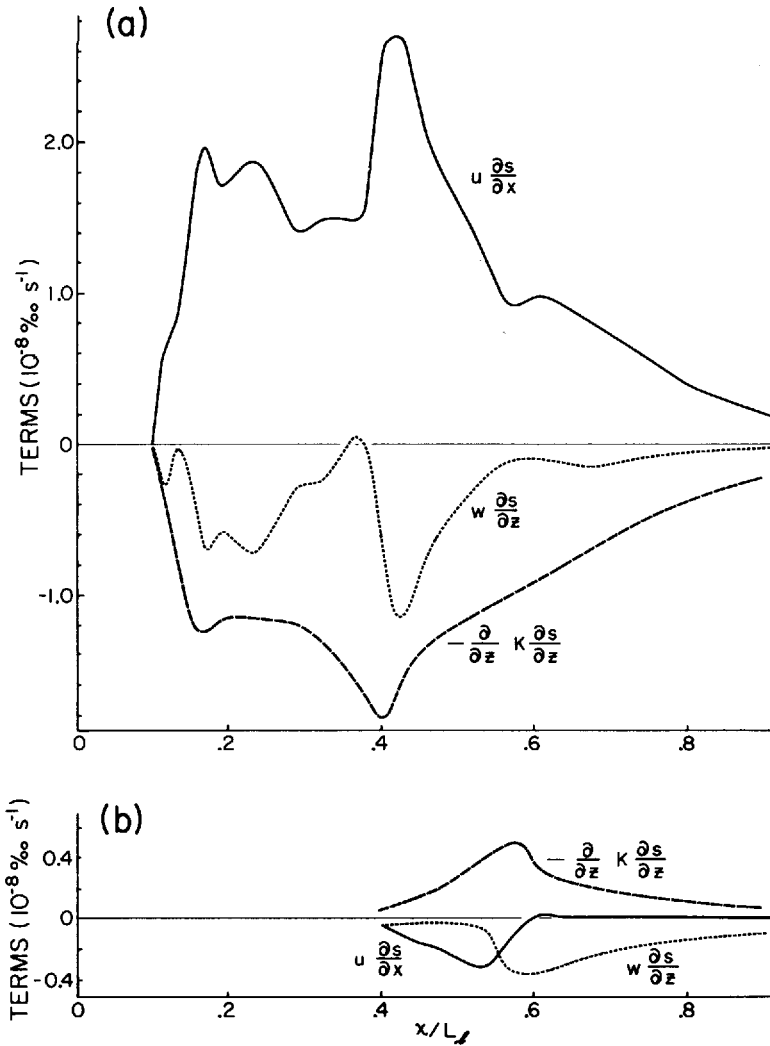 (a)
2.0
1.0
0
-1.0
TERMS (10⁻⁸ ‰ s⁻¹)
u ∂s/∂x
w ∂s/∂z
− ∂/∂z K ∂s/∂z
0 .2 .4 .6 .8
(b)
0.4
0
-0.4
TERMS (10⁻⁸ ‰ s⁻¹)
− ∂/∂z K ∂s/∂z
u ∂s/∂x
w ∂s/∂z
0 .2 .4 .6 .8